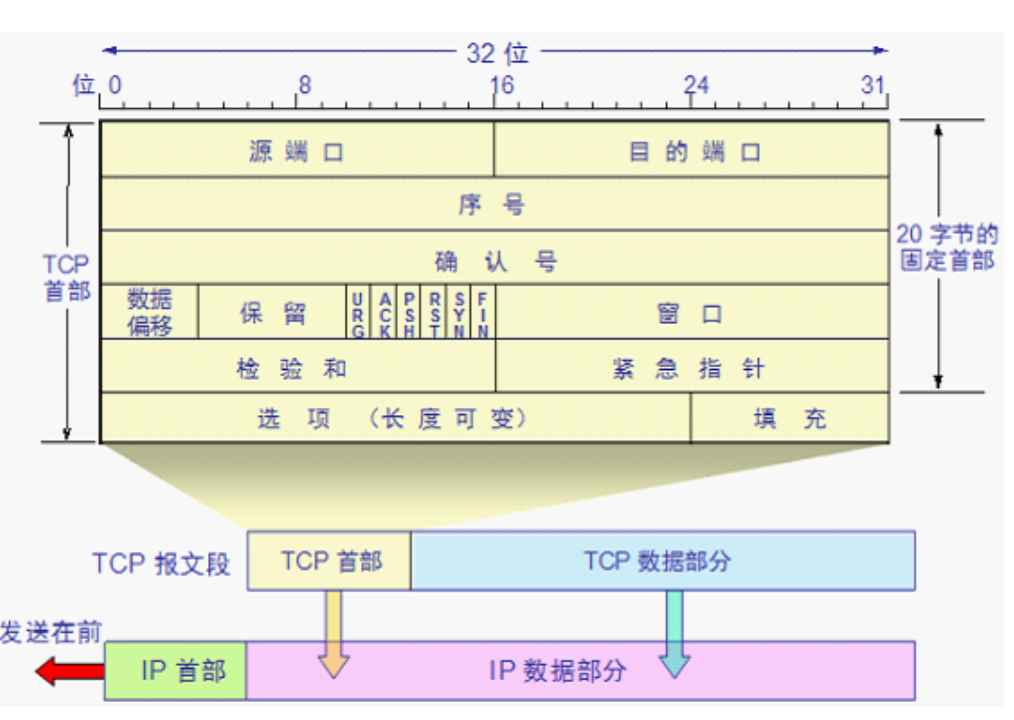 32 位
位 0 8 16 24 31
源端口 目的端口
序号
确认号
TCP
首部
20 字节的
固定首部
数据
偏移
保留
URG
ACK
PSH
RST
SYN
FIN
窗口
检验和 紧急指针
选项（长度可变） 填充
TCP 报文段 TCP 首部 TCP 数据部分
发送在前
IP 首部 IP 数据部分